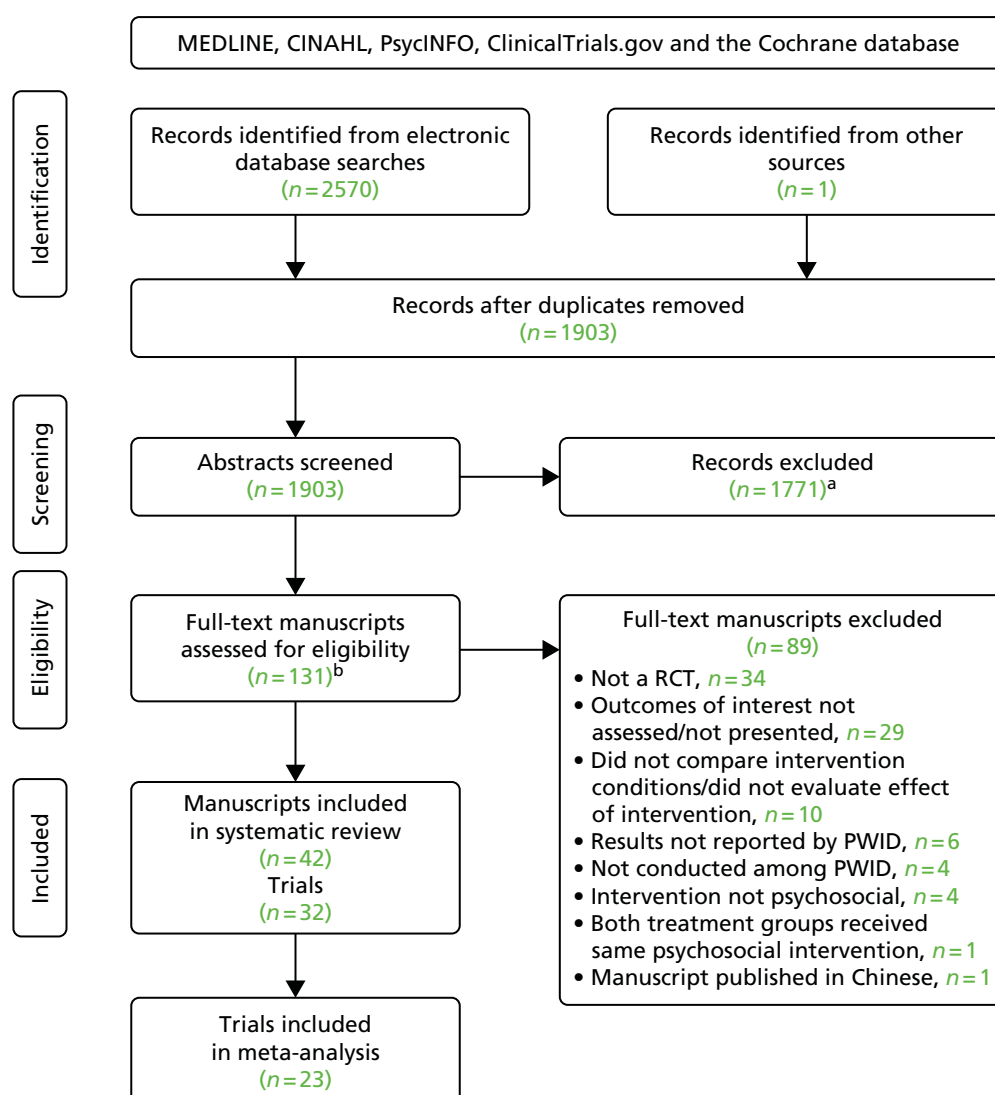 MEDLINE, CINAHL, PsycINFO, ClinicalTrials.gov and the Cochrane database
Identification
Records identified from electronic
database searches
(n=2570)
Records identified from other
sources
(n=1)
Records after duplicates removed
(n=1903)
Screening
Abstracts screened
(n=1903)
Records excluded
(n=1771)a
Eligibility
Full-text manuscripts
assessed for eligibility
(n=131)b
Full-text manuscripts excluded
(n=89)
• Not a RCT, n=34
• Outcomes of interest not
assessed/not presented, n=29
• Did not compare intervention
conditions/did not evaluate effect
of intervention, n=10
• Results not reported by PWID, n=6
• Not conducted among PWID, n=4
• Intervention not psychosocial, n=4
• Both treatment groups received
same psychosocial intervention, n=1
• Manuscript published in Chinese, n=1
Included
Manuscripts included
in systematic review
(n=42)
Trials
(n=32)
Trials included
in meta-analysis
(n=23)